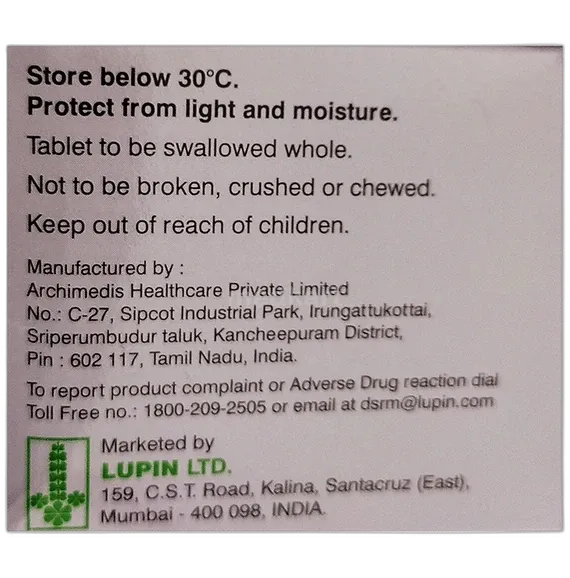 Store below 30°C.
Protect from light and moisture.
Tablet to be swallowed whole.
Not to be broken, crushed or chewed.
Keep out of reach of children.
Manufactured by :
Archimedis Healthcare Private Limited
No.: C-27, Sipcot Industrial Park, Irungattukottai,
Sriperumbudur taluk, Kancheepuram District,
Pin : 602 117, Tamil Nadu, India.
To report product complaint or Adverse Drug reaction dial
Toll Free no.: 1800-209-2505 or email at dsrm@lupin.com
Marketed by
LUPIN LTD.
159, C.S.T. Road, Kalina, Santacruz (East),
Mumbai - 400 098, INDIA.